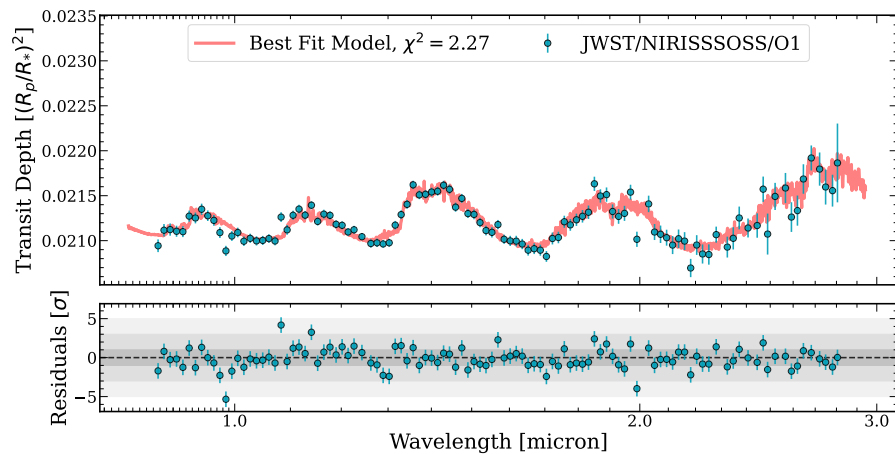 0.0235
0.0230
0.0225
0.0220
0.0215
0.0210
Transit Depth [(R_p/R_*)^2]
Best Fit Model, χ² = 2.27
JWST/NIRISSSOSS/O1
5
0
−5
Residuals [σ]
1.0
2.0
3.0
Wavelength [micron]